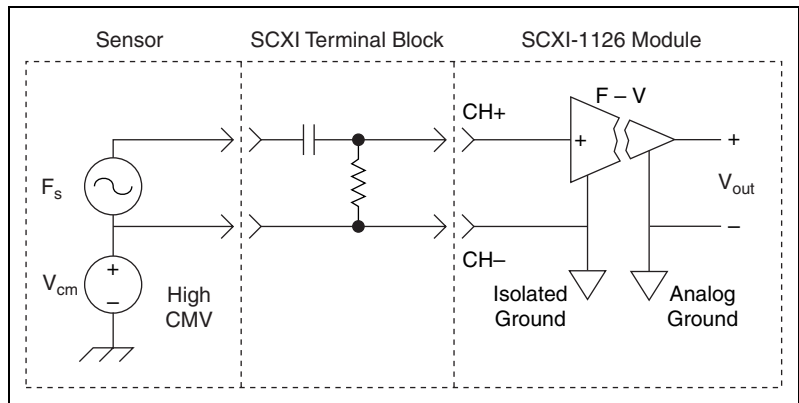 Sensor
SCXI Terminal Block
SCXI-1126 Module
F – V
CH+
+
+
Fs
Vout
–
CH–
+
Vcm
–
High
CMV
Isolated
Ground
Analog
Ground